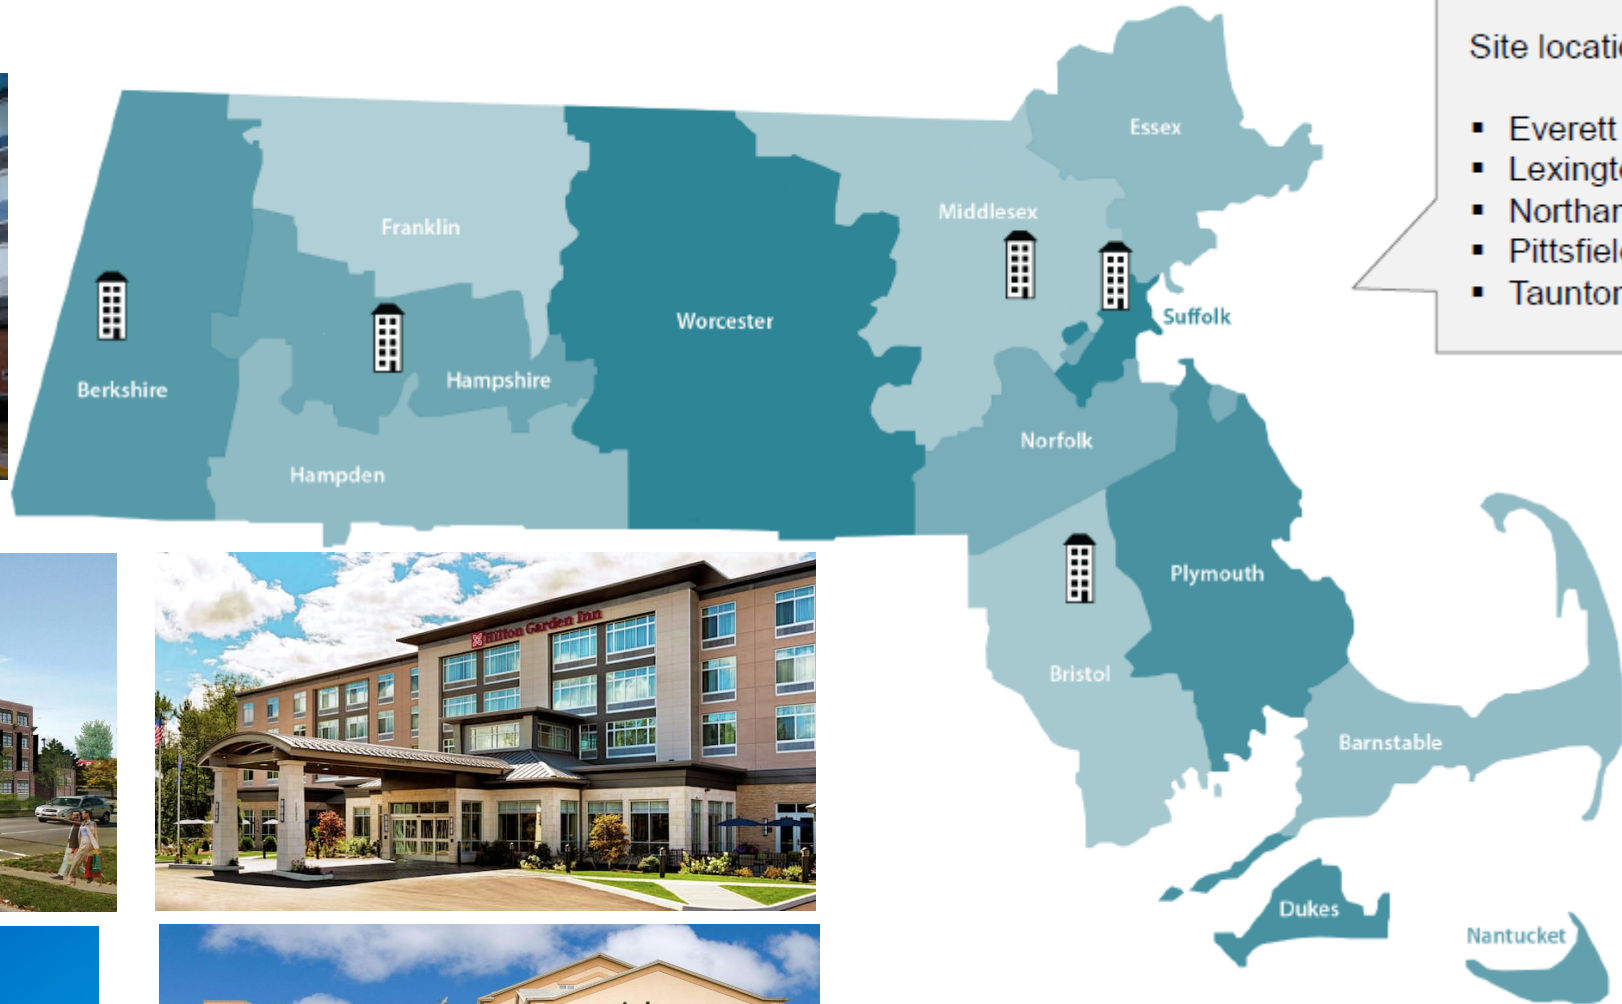 Site locatio
Essex
▪ Everett
▪ Lexingt
Middlesex
▪ Northar
Franklin
▪ Pittsfiel
▪ Taunton
Suffolk
Worcester
Hampshire
Berkshire
Norfolk
Hampden
Plymouth
Hilton Garden Inn
Bristol
Barnstable
Dukes
Nantucket